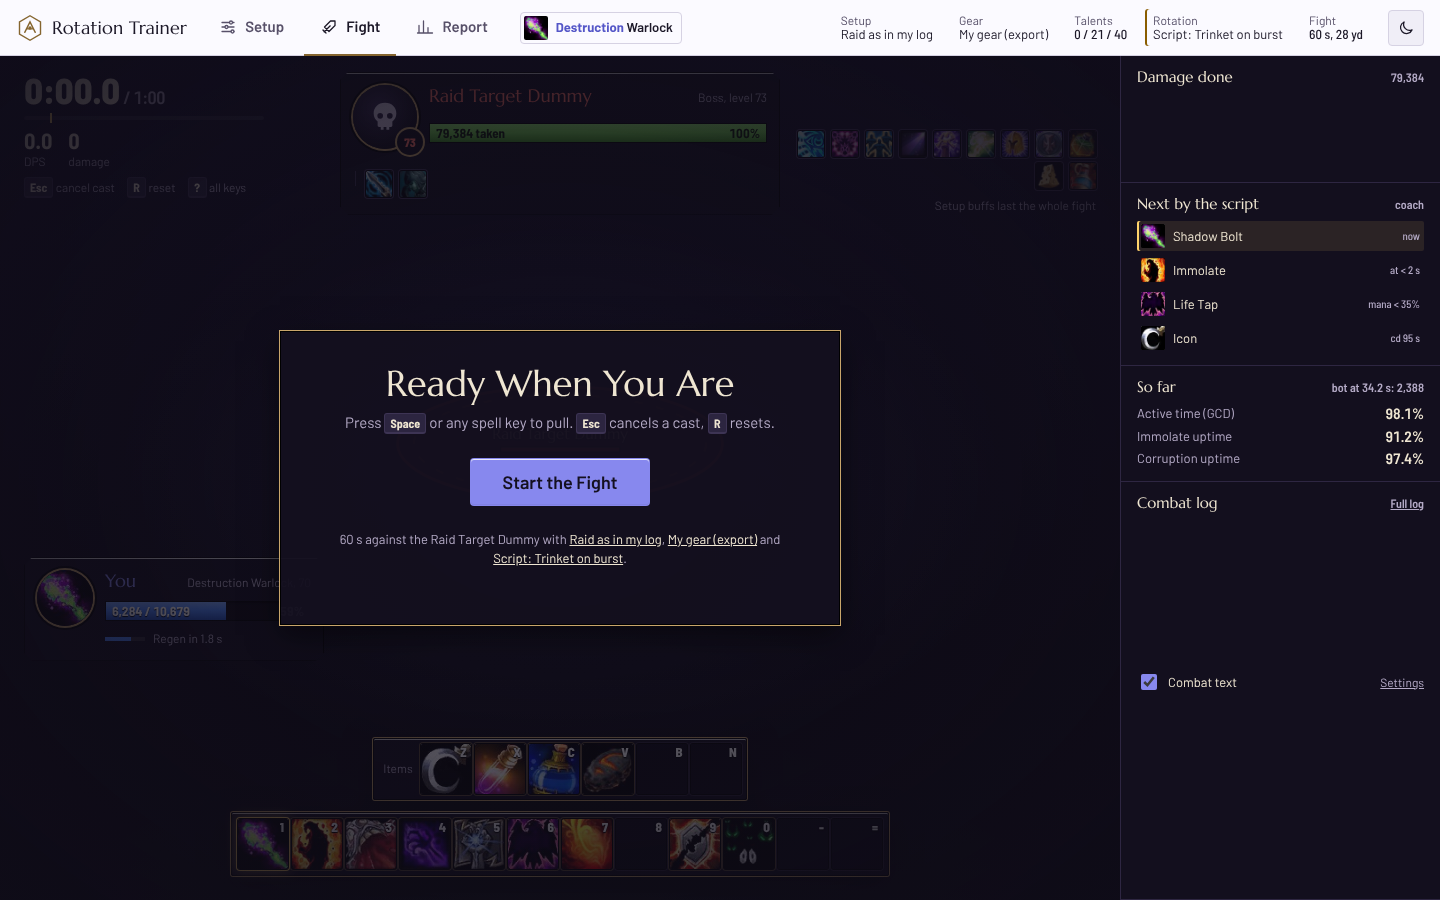 Rotation Trainer
Setup
Fight
Report
Destruction Warlock
Setup
Raid as in my log
Gear
My gear (export)
Talents
0 / 21 / 40
Rotation
Script: Trinket on burst
Fight
60 s, 28 yd
0:00.0 / 1:00
0.0 0
DPS damage
Esc cancel cast R reset ? all keys
Raid Target Dummy
Boss, level 73
79,384 taken 100%
73
Setup buffs last the whole fight
Ready When You Are
Press Space or any spell key to pull. Esc cancels a cast, R resets.
Start the Fight
60 s against the Raid Target Dummy with Raid as in my log, My gear (export) and
Script: Trinket on burst.
You
Destruction Warlo
6,284 / 10,679
Regen in 1.8 s
Items
Z
C
V
B
N
1
2
3
4
5
6
7
8
9
0
-
=
Damage done
79,384
Next by the script
coach
Shadow Bolt
now
Immolate
at < 2 s
Life Tap
mana < 35%
Icon
cd 95 s
So far
bot at 34.2 s: 2,388
Active time (GCD)
98.1%
Immolate uptime
91.2%
Corruption uptime
97.4%
Combat log
Full log
Combat text
Settings